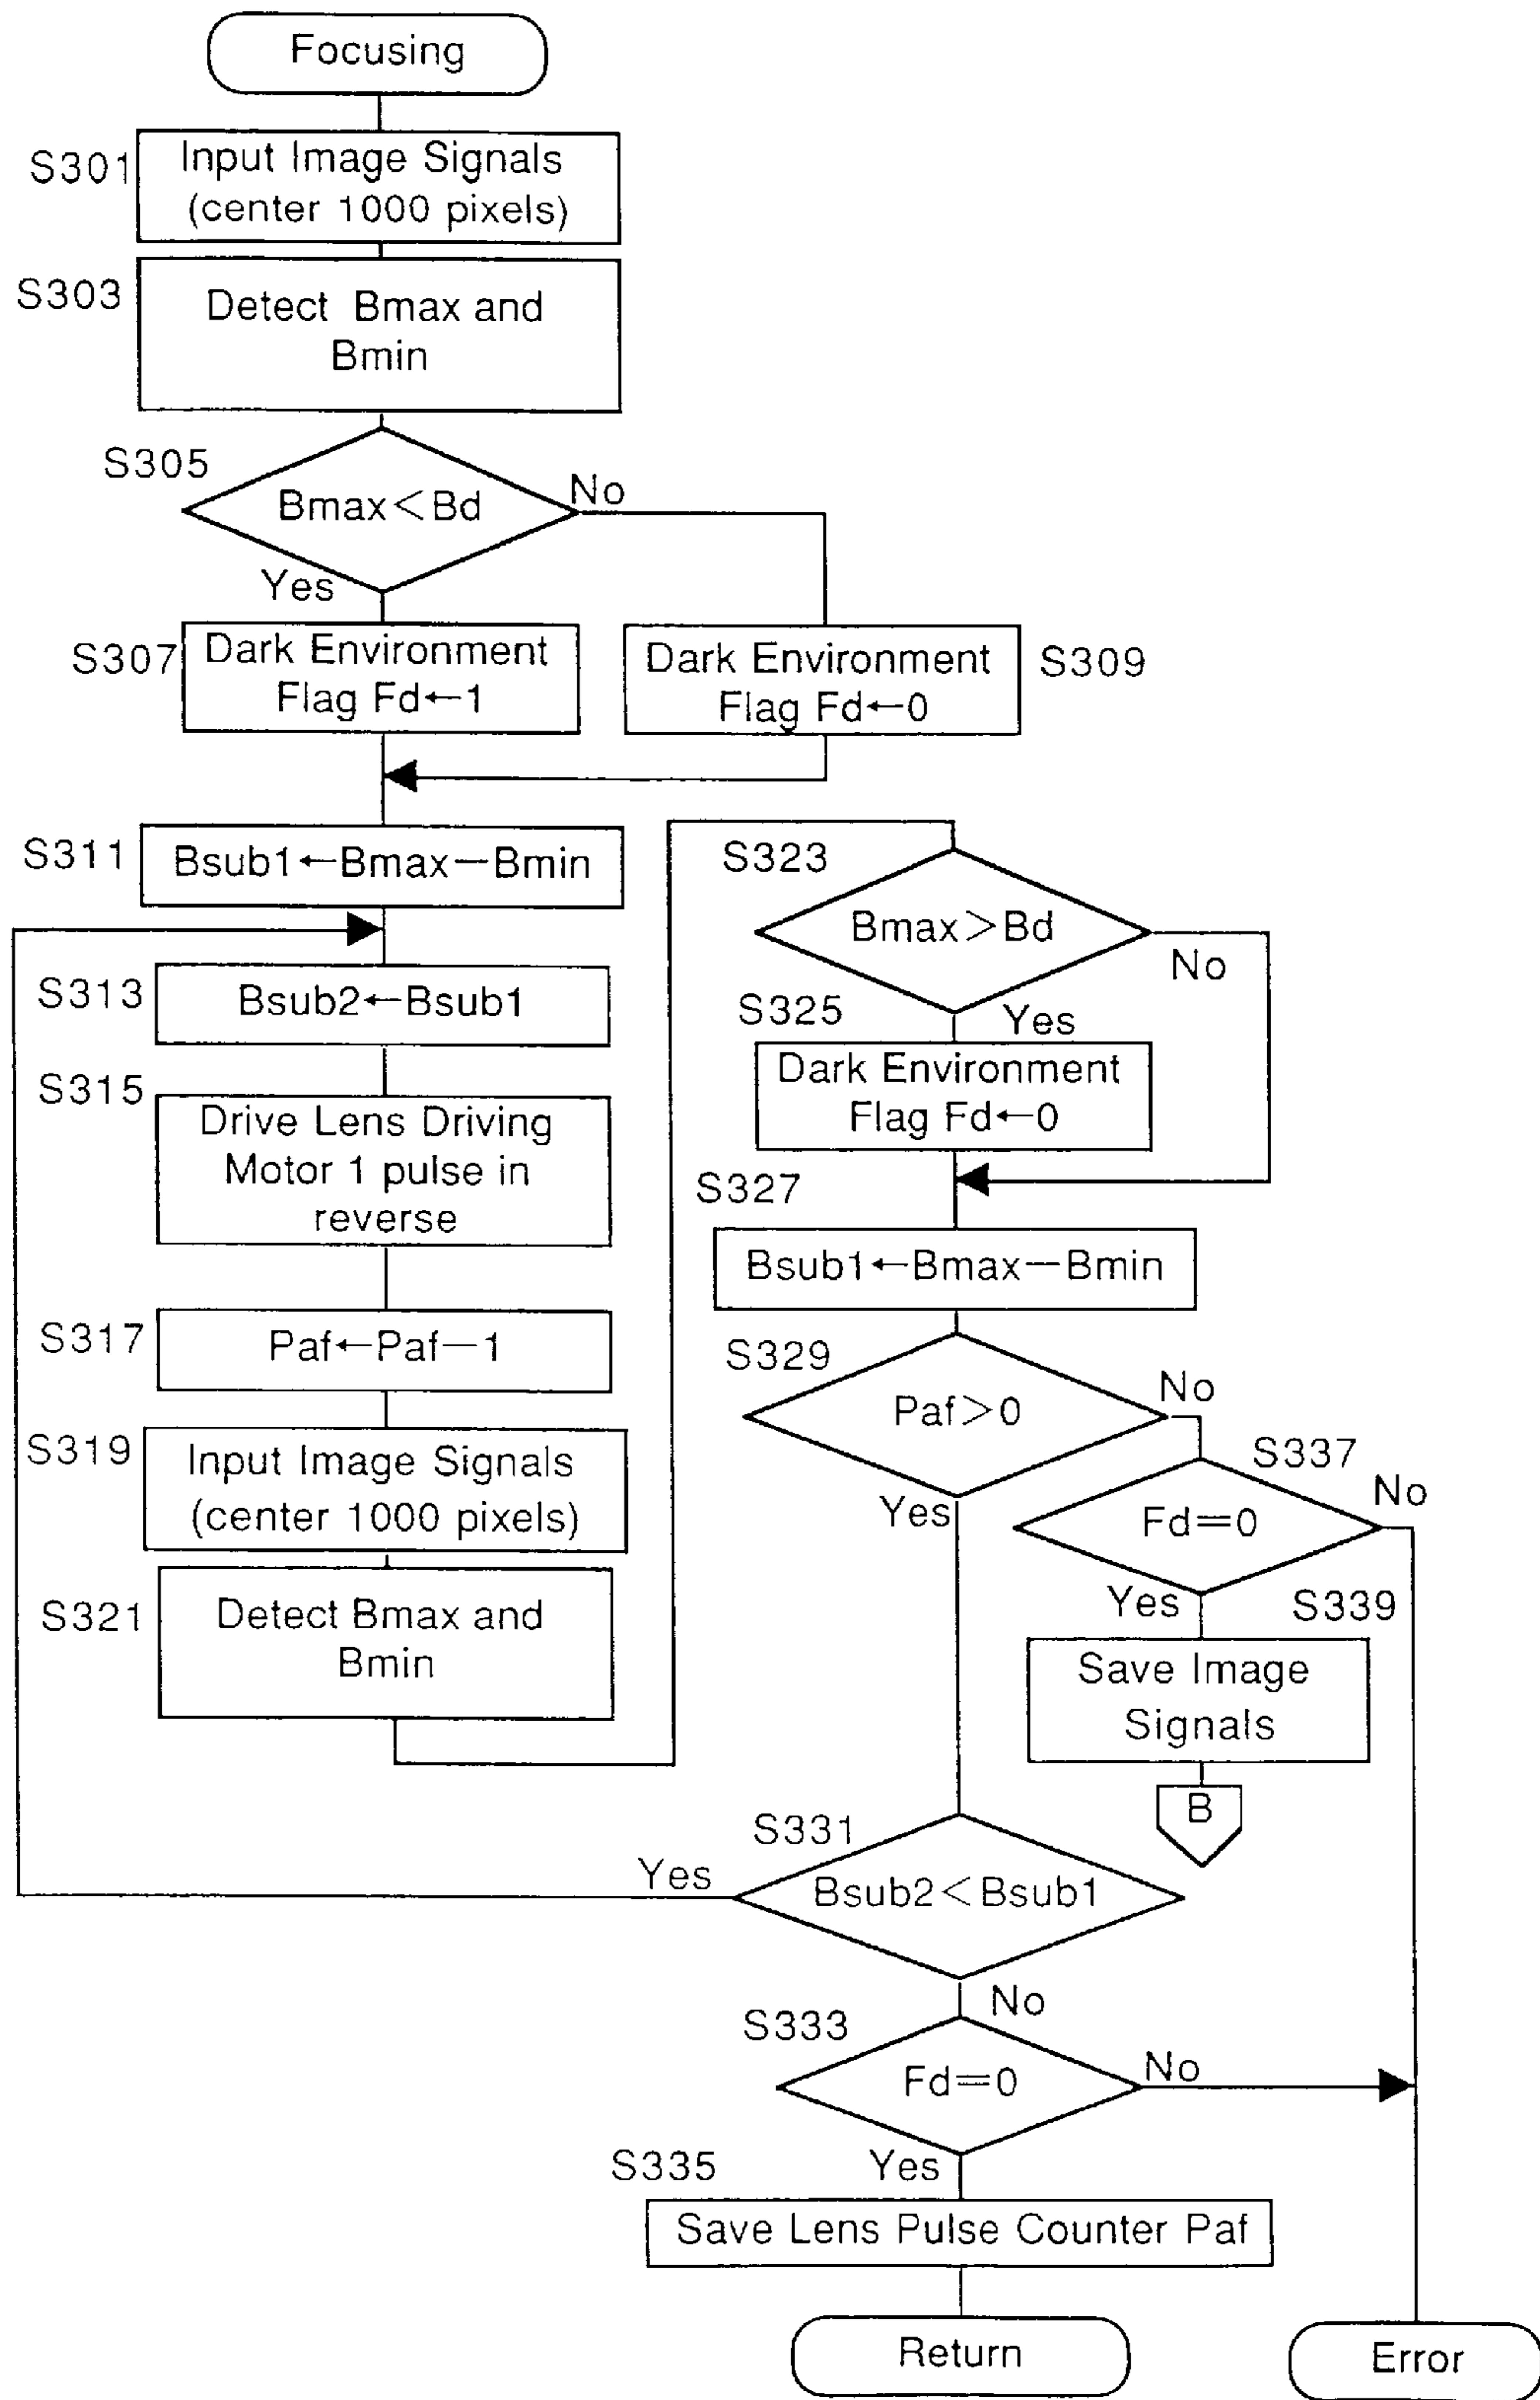 Focusing
S301
Input Image Signals
(center 1000 pixels)
S303
Detect Bmax and
Bmin
S305
Bmax<Bd
No
Yes
S307
Dark Environment
Flag Fd←1
Dark Environment
Flag Fd←0
S309
S311
Bsub1←Bmax−Bmin
S313
Bsub2←Bsub1
S315
Drive Lens Driving
Motor 1 pulse in
reverse
S317
Paf←Paf−1
S319
Input Image Signals
(center 1000 pixels)
S321
Detect Bmax and
Bmin
S323
Bmax>Bd
No
S325
Yes
Dark Environment
Flag Fd←0
S327
Bsub1←Bmax−Bmin
S329
Paf>0
No
Yes
S337
Fd=0
No
Yes
S339
Save Image
Signals
B
S331
Yes
Bsub2<Bsub1
No
S333
Fd=0
No
Yes
S335
Save Lens Pulse Counter Paf
Return
Error